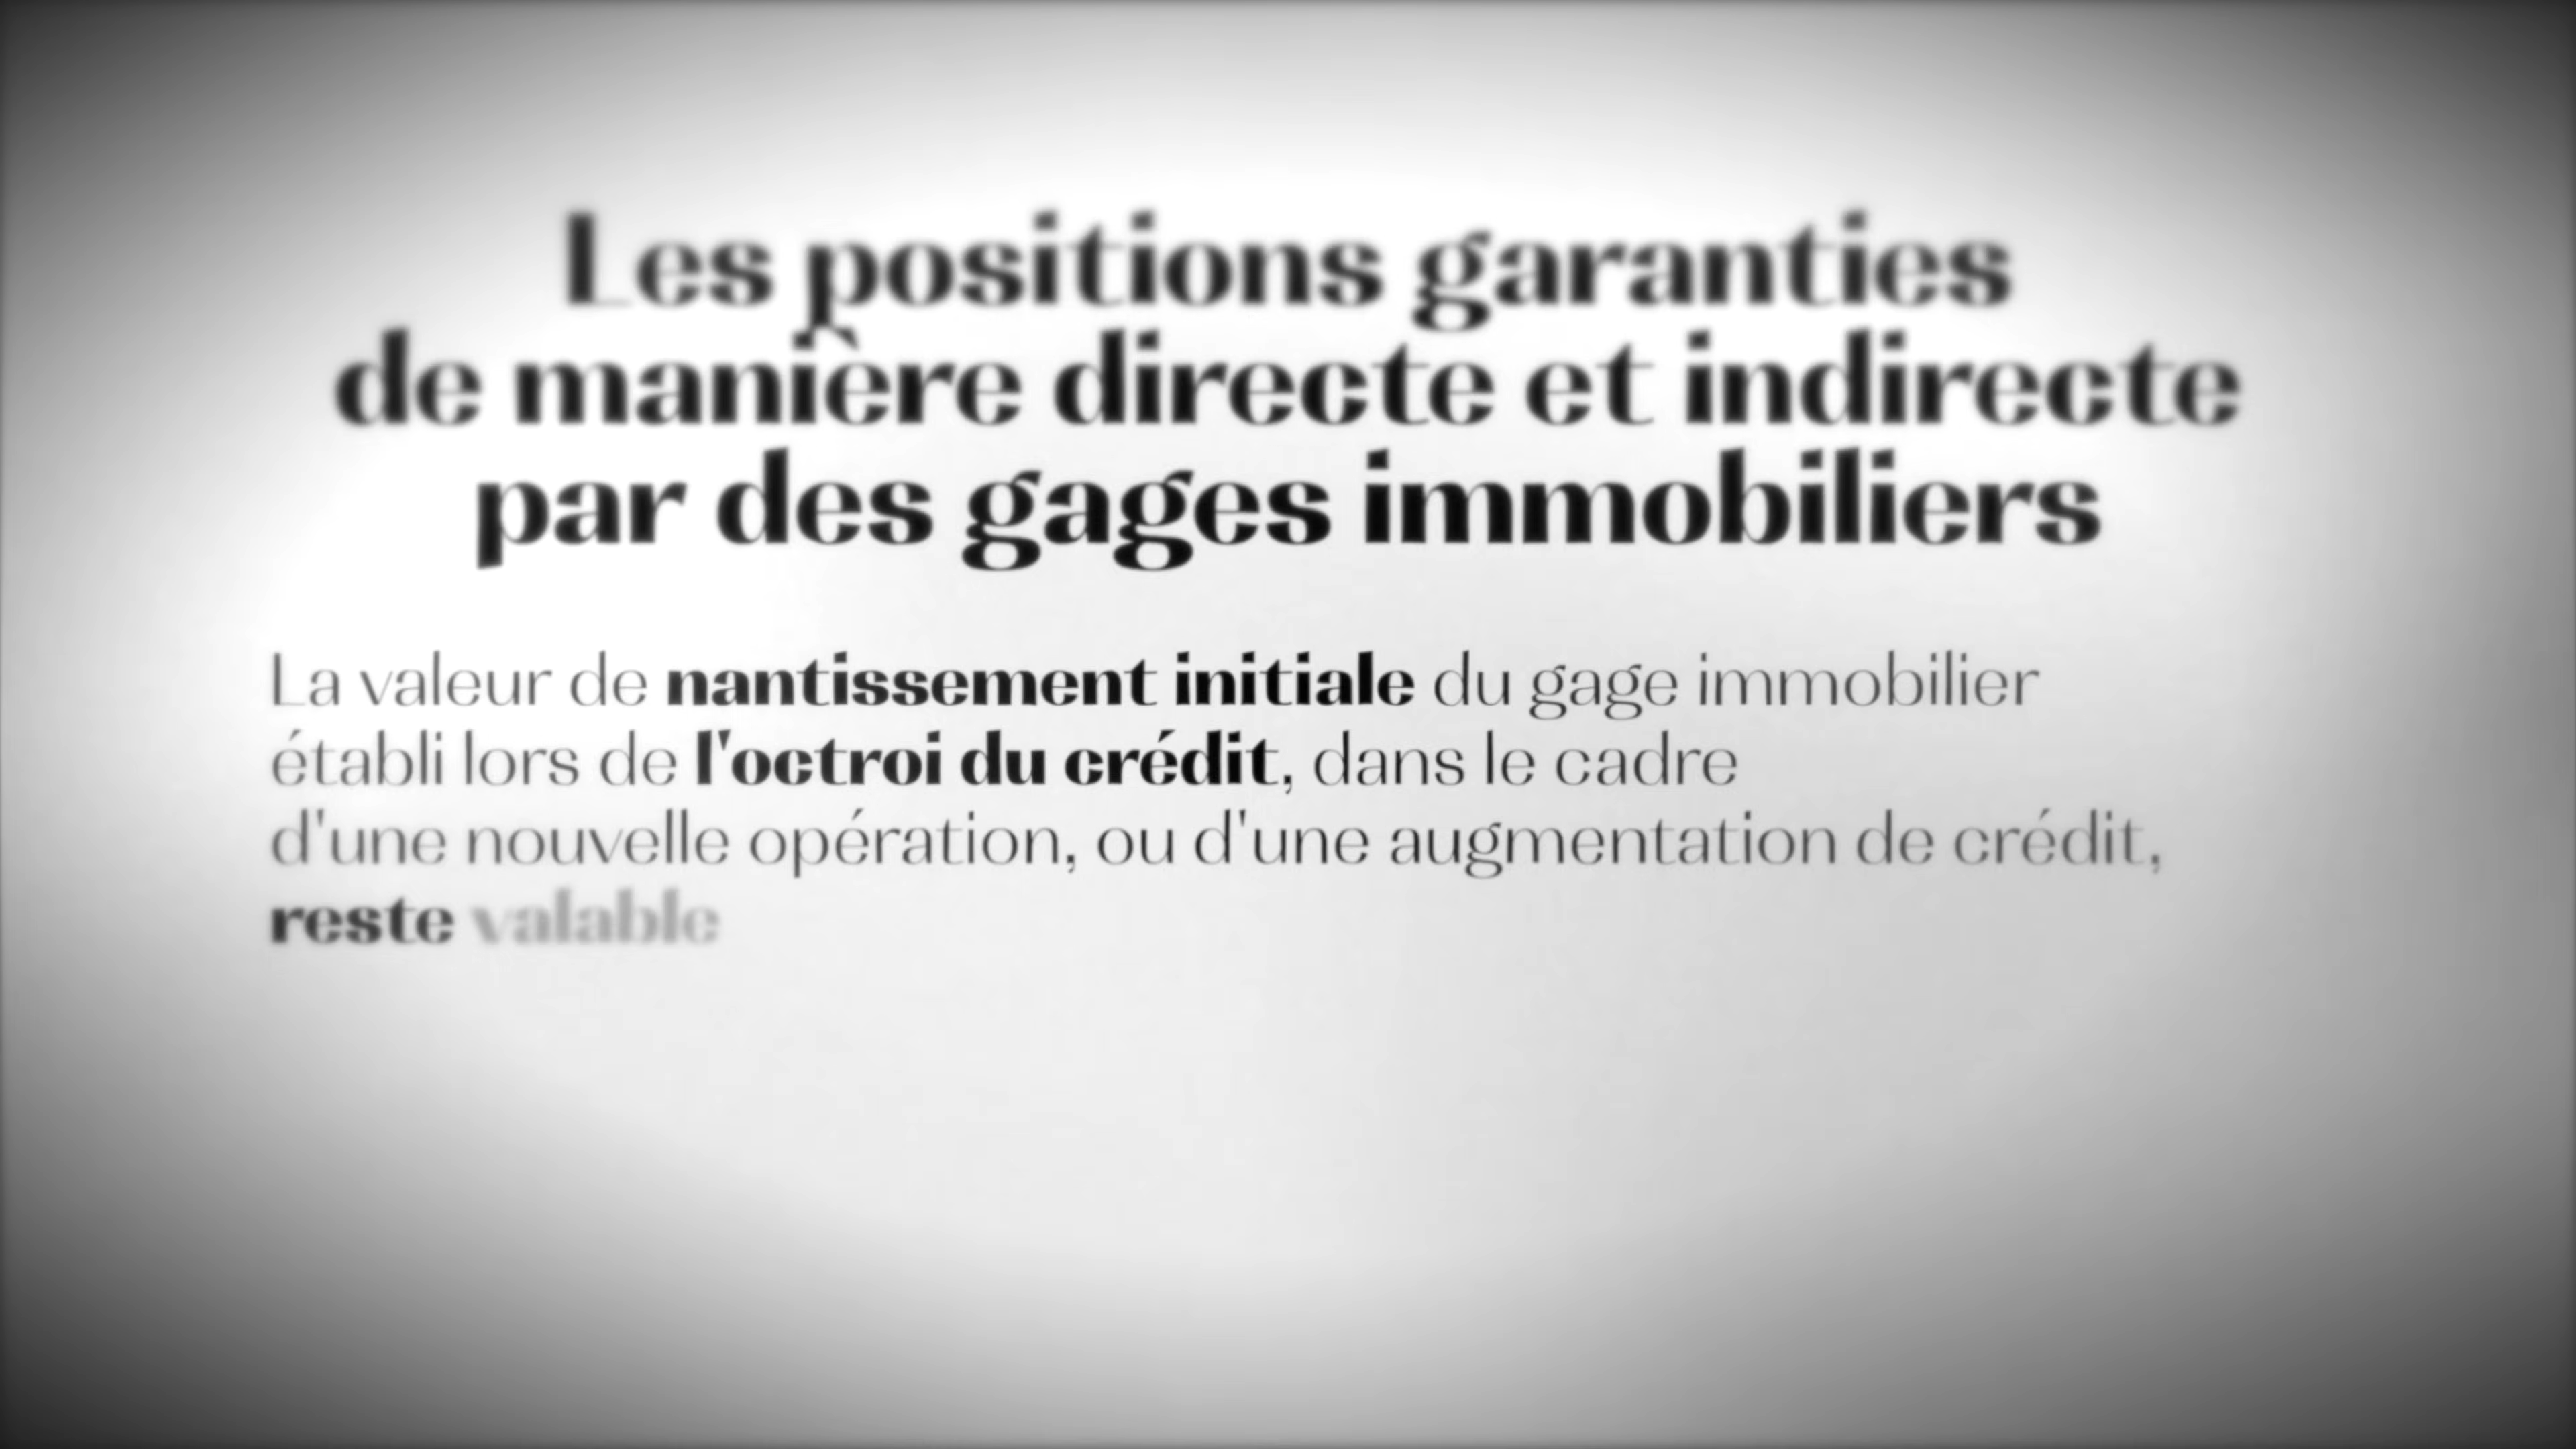 Les positions garanties
de manière directe et indirecte
par des gages immobiliers
La valeur de nantissement initiale du gage immobilier
établi lors de l'octroi du crédit, dans le cadre
d'une nouvelle opération, ou d'une augmentation de crédit,
reste valable